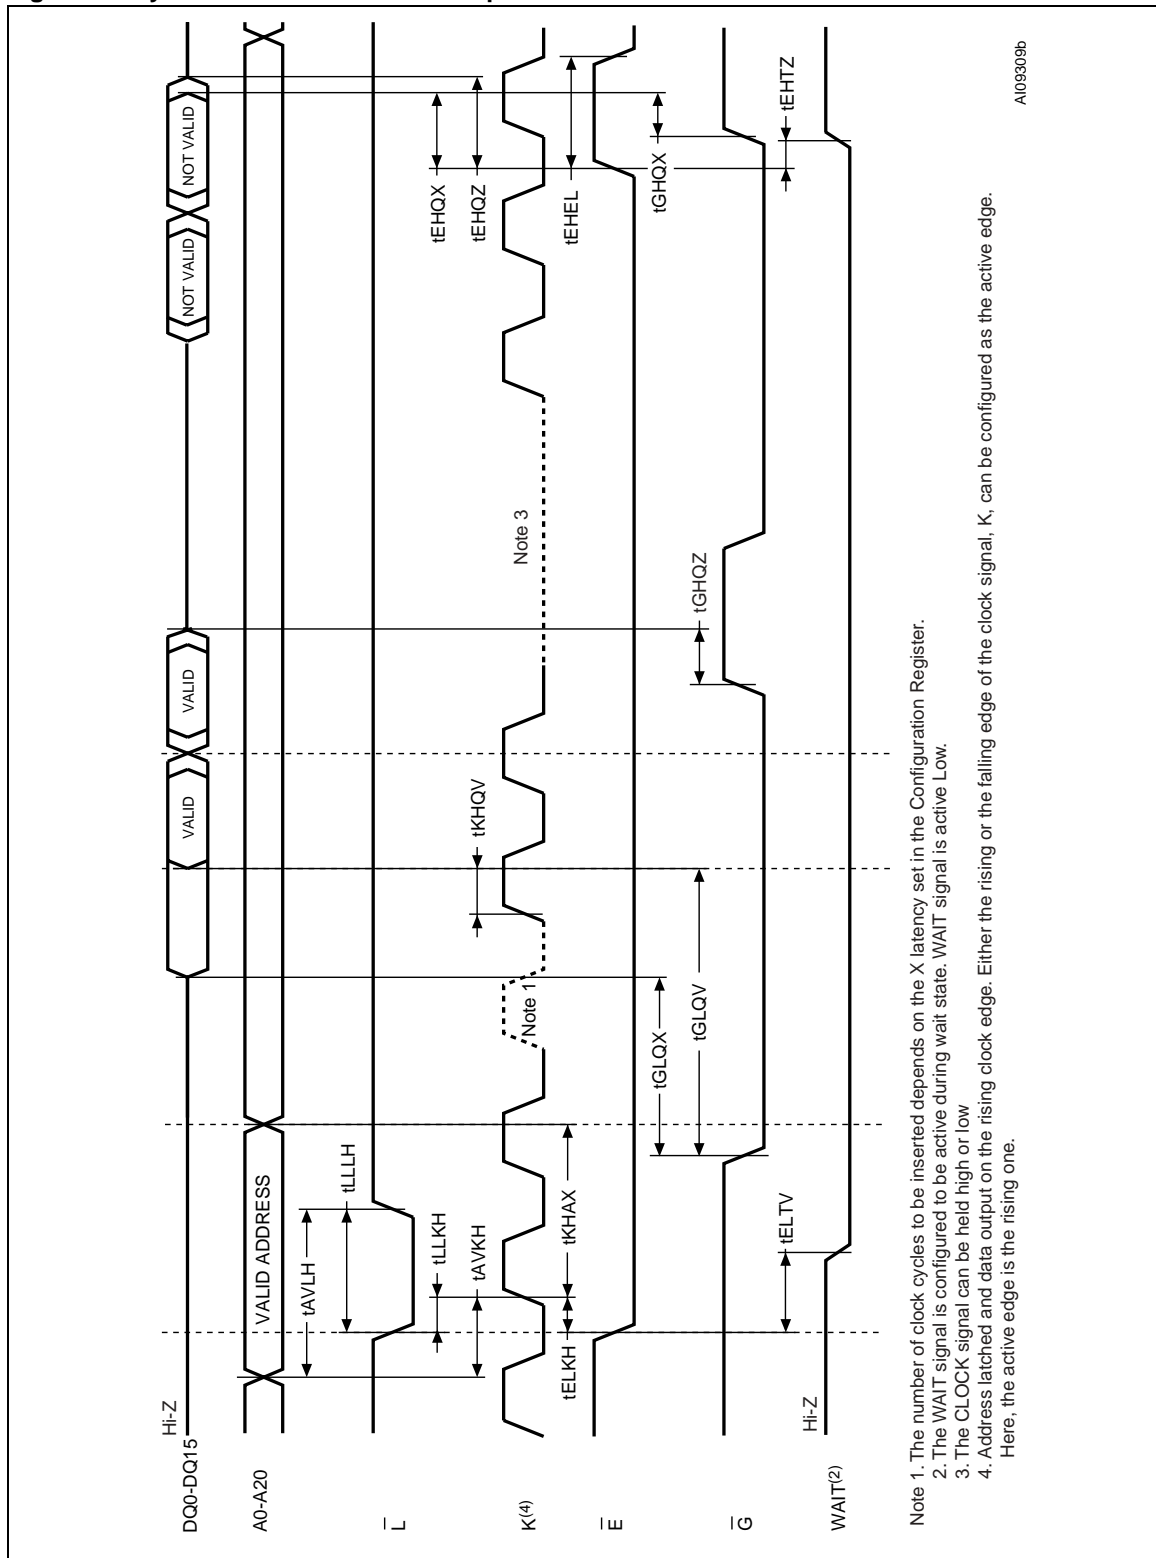 DQ0-DQ15
Hi-Z
VALID
VALID
NOT VALID
NOT VALID
A0-A20
VALID ADDRESS
tAVLH
L
tLLLH
tLLKH
tAVKH
tKHQV
tEHQX
tEHQZ
K(4)
Note 1
Note 3
tELKH
tKHAX
tEHEL
E
tGLQX
tGLQV
tGHQX
tGHQZ
G
tELTV
tEHTZ
Hi-Z
WAIT(2)
Note 1. The number of clock cycles to be inserted depends on the X latency set in the Configuration Register.
2. The WAIT signal is configured to be active during wait state. WAIT signal is active Low.
3. The CLOCK signal can be held high or low
4. Address latched and data output on the rising clock edge. Either the rising or the falling edge of the clock signal, K, can be configured as the active edge.
Here, the active edge is the rising one.
AI09309b